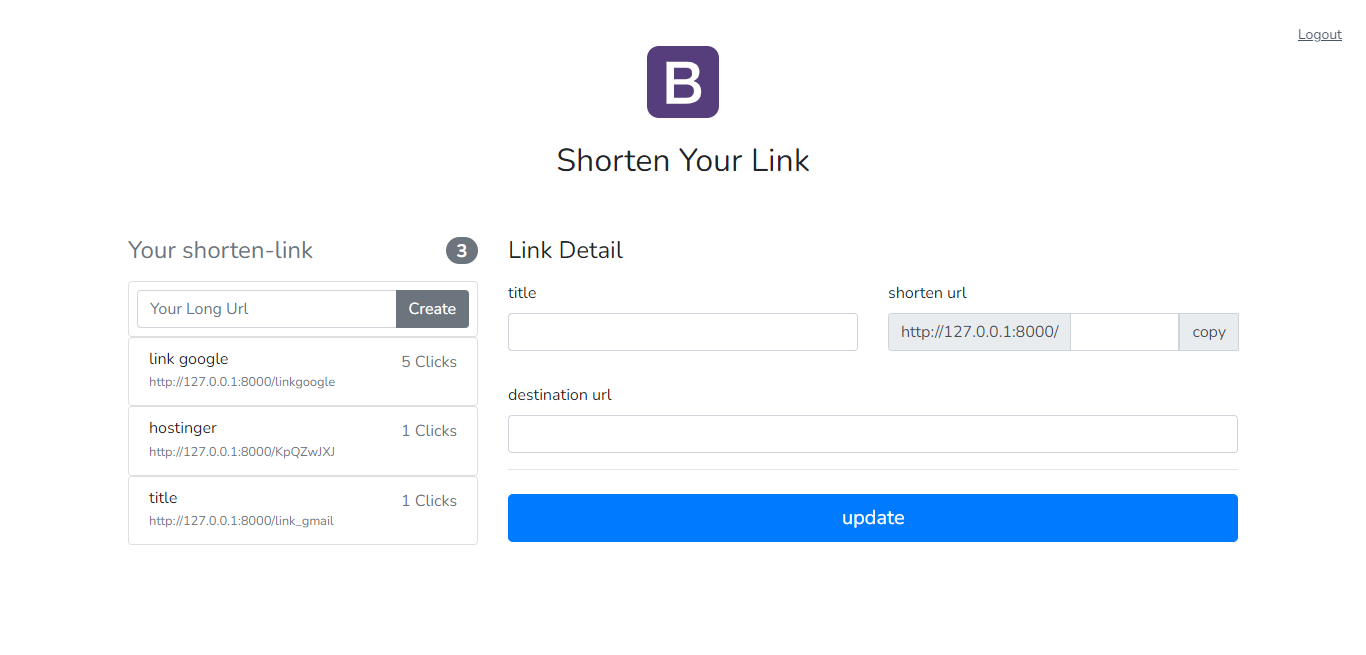 Logout
B
Shorten Your Link
Your shorten-link 3
Your Long Url Create
link google 5 Clicks
http://127.0.0.1:8000/linkgoogle
hostinger 1 Clicks
http://127.0.0.1:8000/KpQZwJXJ
title 1 Clicks
http://127.0.0.1:8000/link_gmail
Link Detail
title
shorten url
http://127.0.0.1:8000/ copy
destination url
update